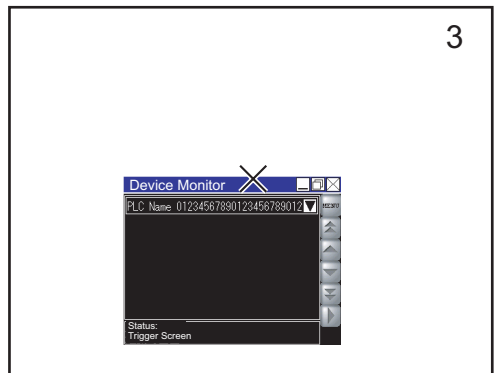 3
Device Monitor
PLC Name 01234567890123456789012
MENU
Status:
Trigger Screen